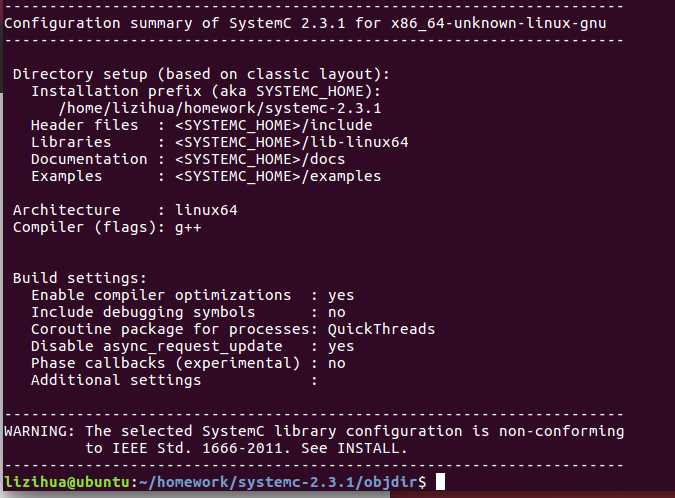 ---------------------------------------------------------------------
Configuration summary of SystemC 2.3.1 for x86_64-unknown-linux-gnu
---------------------------------------------------------------------
Directory setup (based on classic layout):
Installation prefix (aka SYSTEMC_HOME):
/home/lizihua/homework/systemc-2.3.1
Header files  : <SYSTEMC_HOME>/include
Libraries     : <SYSTEMC_HOME>/lib-linux64
Documentation : <SYSTEMC_HOME>/docs
Examples      : <SYSTEMC_HOME>/examples
Architecture    : linux64
Compiler (flags): g++
Build settings:
Enable compiler optimizations  : yes
Include debugging symbols      : no
Coroutine package for processes: QuickThreads
Disable async_request_update   : yes
Phase callbacks (experimental) : no
Additional settings            :
---------------------------------------------------------------------
WARNING: The selected SystemC library configuration is non-conforming
to IEEE Std. 1666-2011. See INSTALL.
---------------------------------------------------------------------
lizihua@ubuntu:~/homework/systemc-2.3.1/objdir$